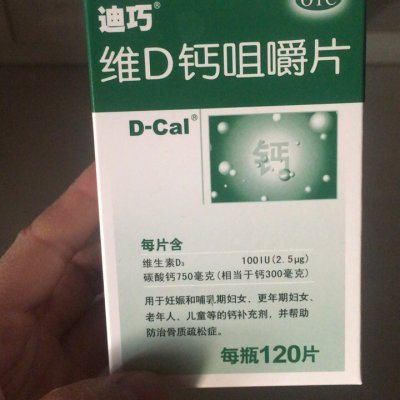 OTC
迪巧®
维D钙咀嚼片
D-Cal®
钙
每片含
维生素D₃ 100IU(2.5μg)
碳酸钙750毫克(相当于钙300毫克)
用于妊娠和哺乳期妇女、更年期妇女、
老年人、儿童等的钙补充剂，并帮助
防治骨质疏松症。
每瓶120片